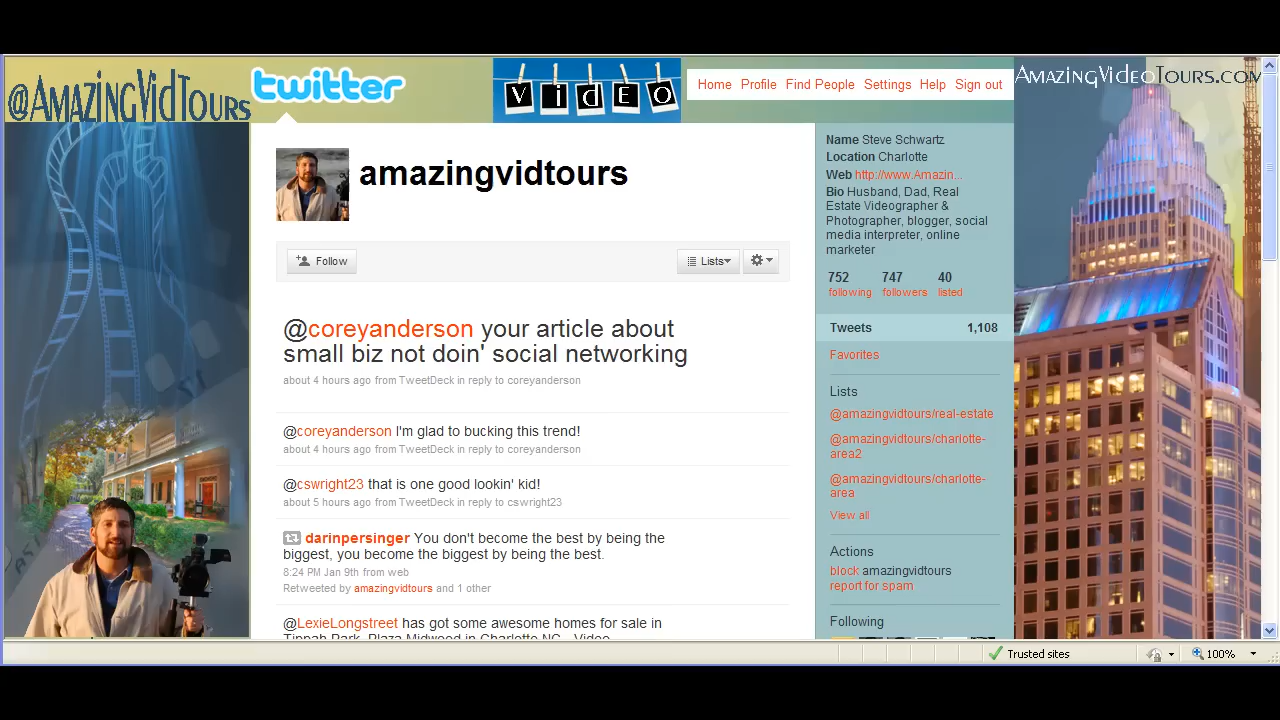 @AmazingVidTours
twitter
VIDEO
Home Profile Find People Settings Help Sign out
AmazingVideoTours.com
amazingvidtours
Follow
Lists
@coreyanderson your article about
small biz not doin' social networking
about 4 hours ago from TweetDeck in reply to coreyanderson
@coreyanderson I'm glad to bucking this trend!
about 4 hours ago from TweetDeck in reply to coreyanderson
@cswright23 that is one good lookin' kid!
about 5 hours ago from TweetDeck in reply to cswright23
darinpersinger You don't become the best by being the
biggest, you become the biggest by being the best.
8:24 PM Jan 9th from web
Retweeted by amazingvidtours and 1 other
@LexieLongstreet has got some awesome homes for sale in
Tippah Park, Plaza Midwood in Charlotte NC - Video
Name Steve Schwartz
Location Charlotte
Web http://www.Amazin...
Bio Husband, Dad, Real
Estate Videographer &
Photographer, blogger, social
media interpreter, online
marketer
752 747 40
following followers listed
Tweets 1,108
Favorites
Lists
@amazingvidtours/real-estate
@amazingvidtours/charlotte-
area2
@amazingvidtours/charlotte-
area
View all
Actions
block amazingvidtours
report for spam
Following
Trusted sites
100%